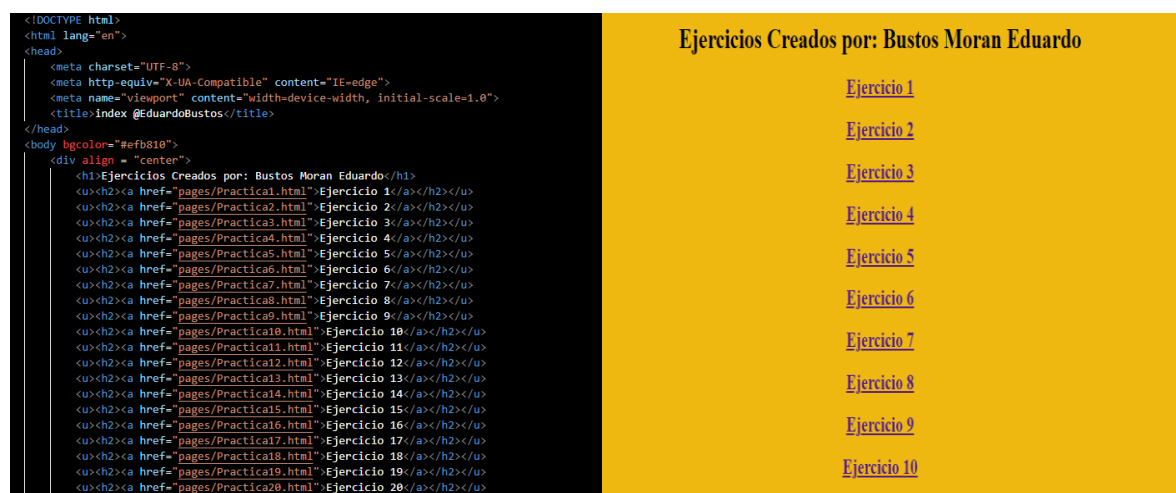 <!DOCTYPE html>
<html lang="en">
<head>
<meta charset="UTF-8">
<meta http-equiv="X-UA-Compatible" content="IE=edge">
<meta name="viewport" content="width=device-width, initial-scale=1.0">
<title>index @EduardoBustos</title>
</head>
<body bgcolor="#efb810">
<div align = "center">
<h1>Ejercicios Creados por: Bustos Moran Eduardo</h1>
<u><h2><a href="pages/Practica1.html">Ejercicio 1</a></h2></u>
<u><h2><a href="pages/Practica2.html">Ejercicio 2</a></h2></u>
<u><h2><a href="pages/Practica3.html">Ejercicio 3</a></h2></u>
<u><h2><a href="pages/Practica4.html">Ejercicio 4</a></h2></u>
<u><h2><a href="pages/Practica5.html">Ejercicio 5</a></h2></u>
<u><h2><a href="pages/Practica6.html">Ejercicio 6</a></h2></u>
<u><h2><a href="pages/Practica7.html">Ejercicio 7</a></h2></u>
<u><h2><a href="pages/Practica8.html">Ejercicio 8</a></h2></u>
<u><h2><a href="pages/Practica9.html">Ejercicio 9</a></h2></u>
<u><h2><a href="pages/Practica10.html">Ejercicio 10</a></h2></u>
<u><h2><a href="pages/Practica11.html">Ejercicio 11</a></h2></u>
<u><h2><a href="pages/Practica12.html">Ejercicio 12</a></h2></u>
<u><h2><a href="pages/Practica13.html">Ejercicio 13</a></h2></u>
<u><h2><a href="pages/Practica14.html">Ejercicio 14</a></h2></u>
<u><h2><a href="pages/Practica15.html">Ejercicio 15</a></h2></u>
<u><h2><a href="pages/Practica16.html">Ejercicio 16</a></h2></u>
<u><h2><a href="pages/Practica17.html">Ejercicio 17</a></h2></u>
<u><h2><a href="pages/Practica18.html">Ejercicio 18</a></h2></u>
<u><h2><a href="pages/Practica19.html">Ejercicio 19</a></h2></u>
<u><h2><a href="pages/Practica20.html">Ejercicio 20</a></h2></u>
Ejercicios Creados por: Bustos Moran Eduardo
Ejercicio 1
Ejercicio 2
Ejercicio 3
Ejercicio 4
Ejercicio 5
Ejercicio 6
Ejercicio 7
Ejercicio 8
Ejercicio 9
Ejercicio 10